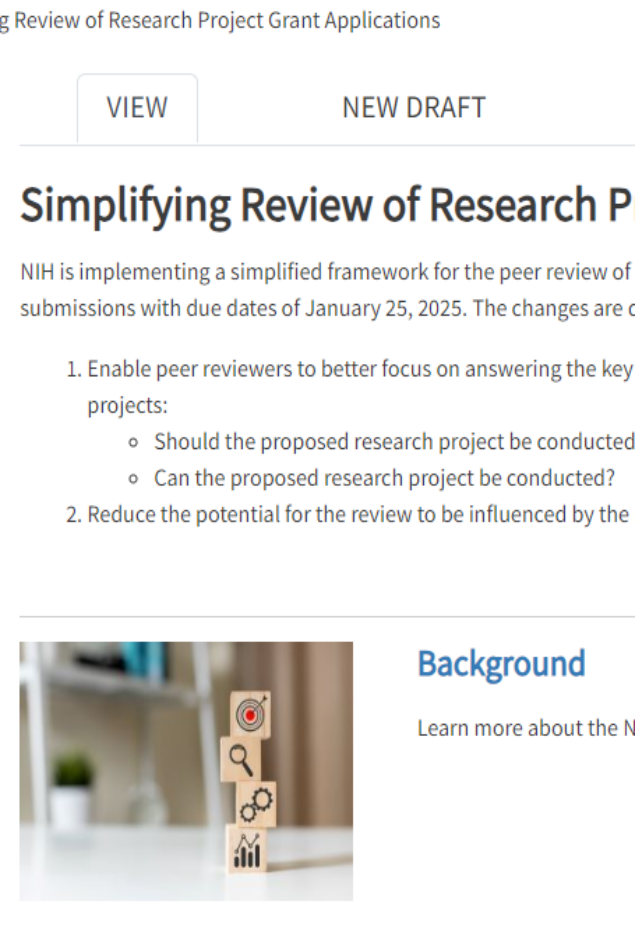 g Review of Research Project Grant Applications
VIEW
NEW DRAFT
Simplifying Review of Research P
NIH is implementing a simplified framework for the peer review of
submissions with due dates of January 25, 2025. The changes are
1. Enable peer reviewers to better focus on answering the key
projects:
Should the proposed research project be conducted
Can the proposed research project be conducted?
2. Reduce the potential for the review to be influenced by the
Background
Learn more about the N